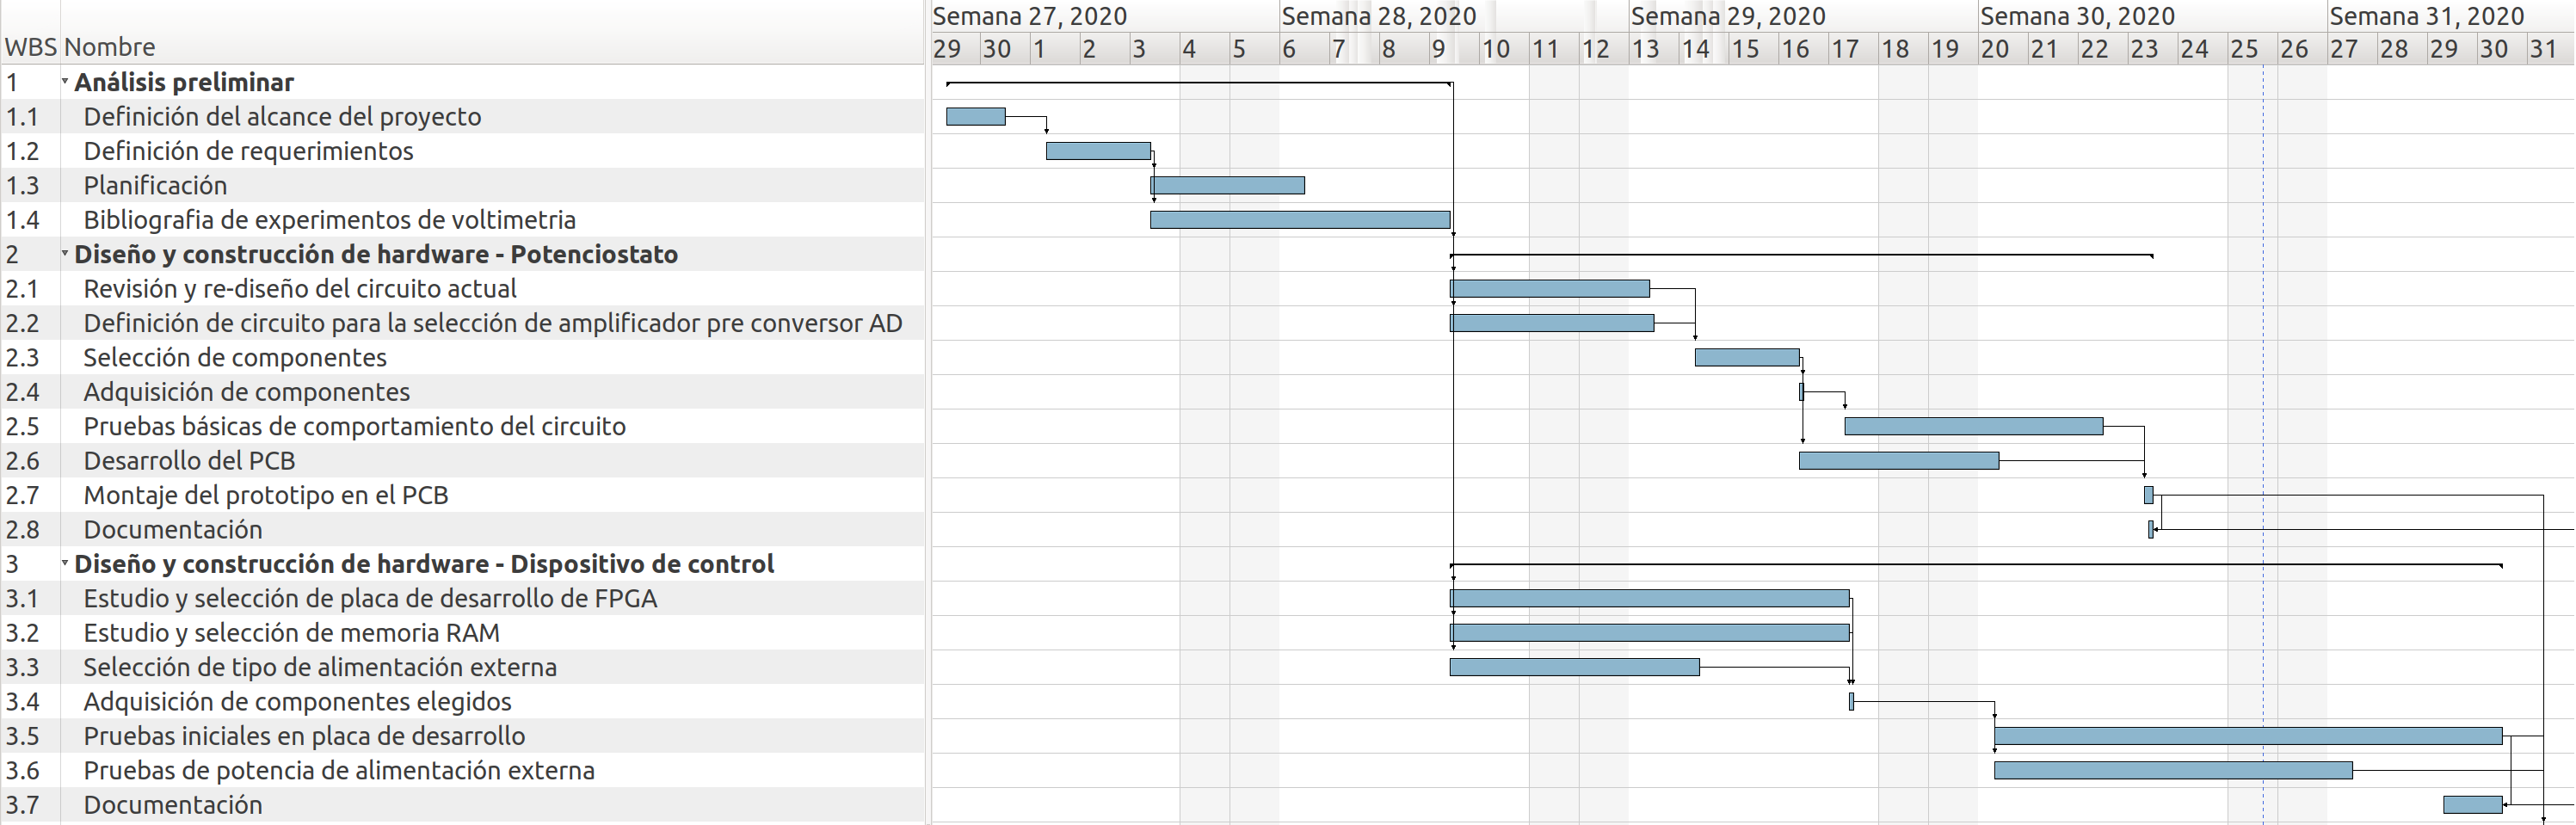 Semana 27, 2020 Semana 28, 2020 Semana 29, 2020 Semana 30, 2020 Semana 31, 2020
WBS Nombre 29 30 1 2 3 4 5 6 7 8 9 10 11 12 13 14 15 16 17 18 19 20 21 22 23 24 25 26 27 28 29 30 31
1 Análisis preliminar
1.1 Definición del alcance del proyecto
1.2 Definición de requerimientos
1.3 Planificación
1.4 Bibliografia de experimentos de voltimetria
2 Diseño y construcción de hardware - Potenciostato
2.1 Revisión y re-diseño del circuito actual
2.2 Definición de circuito para la selección de amplificador pre conversor AD
2.3 Selección de componentes
2.4 Adquisición de componentes
2.5 Pruebas básicas de comportamiento del circuito
2.6 Desarrollo del PCB
2.7 Montaje del prototipo en el PCB
2.8 Documentación
3 Diseño y construcción de hardware - Dispositivo de control
3.1 Estudio y selección de placa de desarrollo de FPGA
3.2 Estudio y selección de memoria RAM
3.3 Selección de tipo de alimentación externa
3.4 Adquisición de componentes elegidos
3.5 Pruebas iniciales en placa de desarrollo
3.6 Pruebas de potencia de alimentación externa
3.7 Documentación